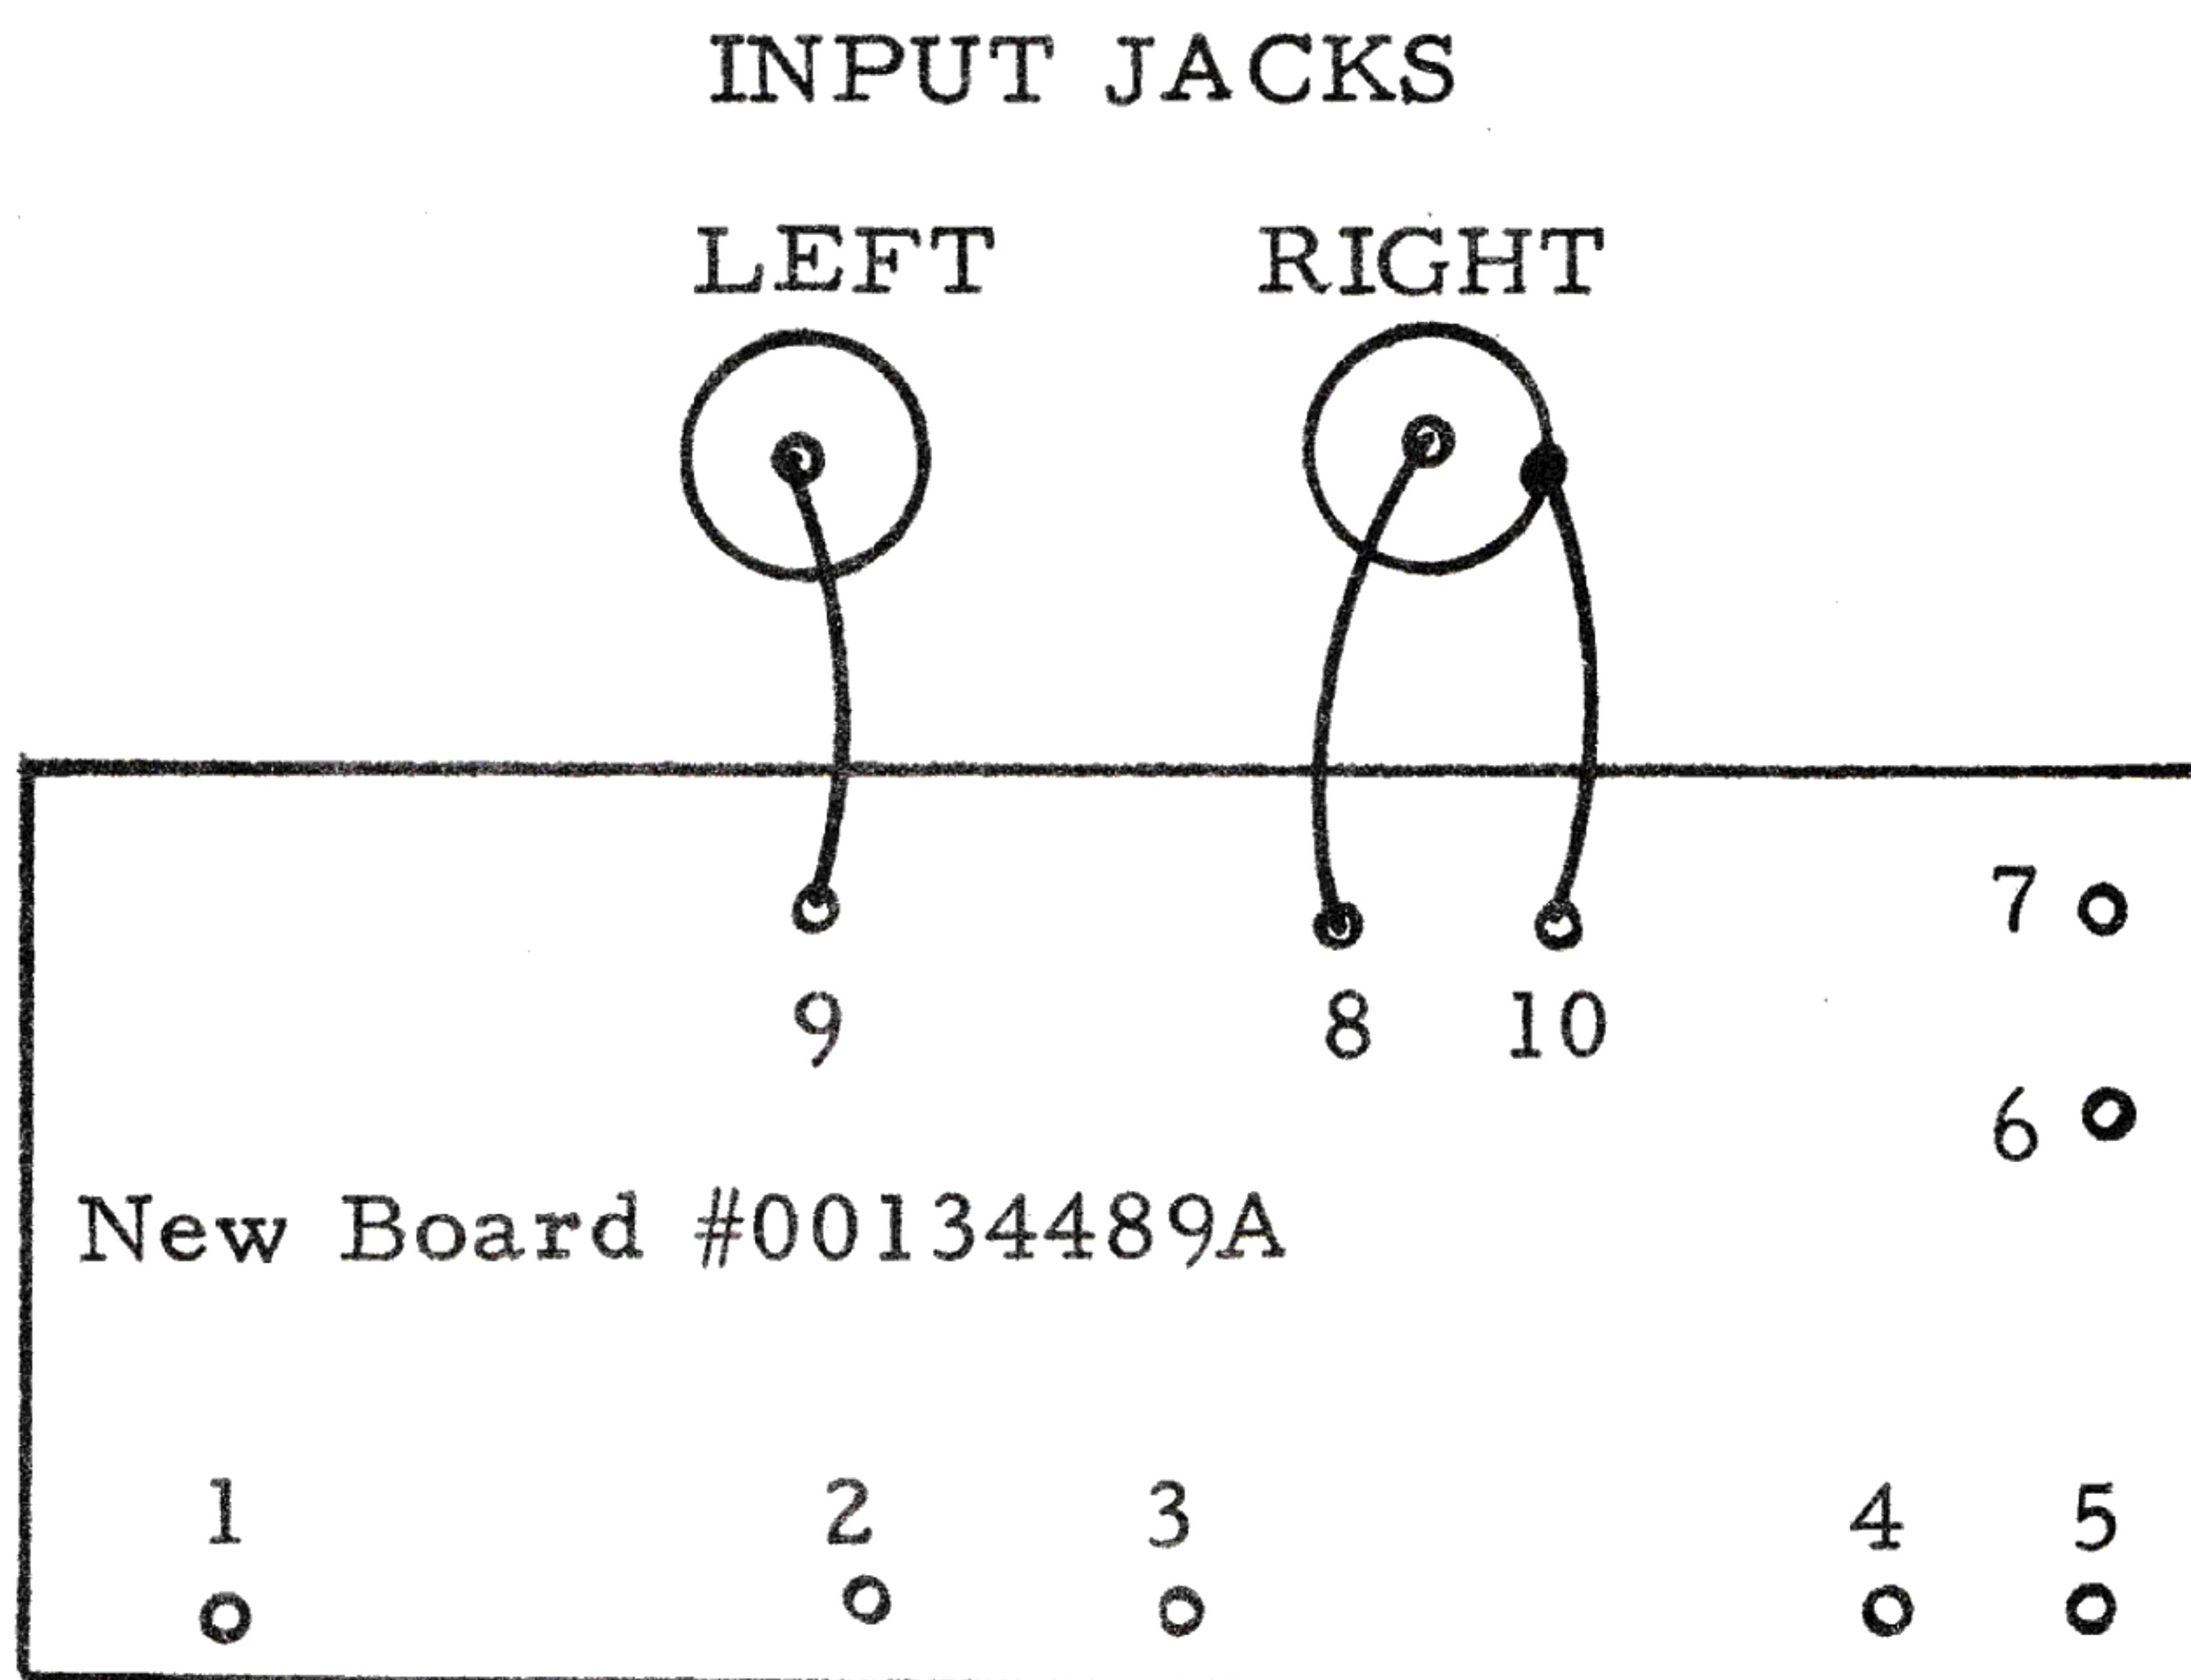 INPUT JACKS
LEFT RIGHT
7
9 8 10
6
New Board #00134489A
1 2 3 4 5